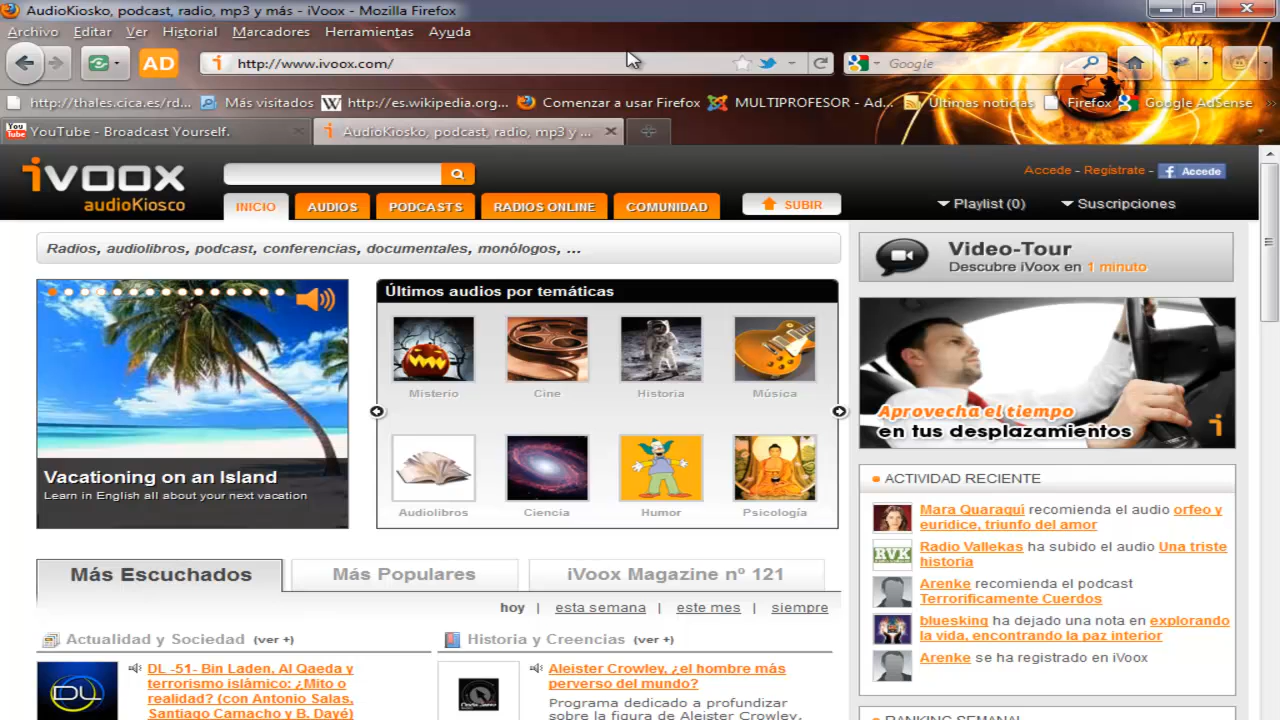 AudioKiosko, podcast, radio, mp3 y más - iVoox - Mozilla Firefox
Archivo Editar Ver Historial Marcadores Herramientas Ayuda
AD http://www.ivoox.com/ Google
http://thales.cica.es/rd... Más visitados W http://es.wikipedia.org... Comenzar a usar Firefox MULTIPROFESOR - Ad... Últimas noticias Firefox Google AdSense
You Tube YouTube - Broadcast Yourself. AudioKiosko, podcast, radio, mp3 y ...
iVOOX
audioKiosco
Accede - Regístrate - f Accede
INICIO AUDIOS PODCASTS RADIOS ONLINE COMUNIDAD SUBIR Playlist (0) Suscripciones
Radios, audiolibros, podcast, conferencias, documentales, monólogos, ...
Video-Tour
Descubre iVoox en 1 minuto
Vacationing on an Island
Learn in English all about your next vacation
Últimos audios por temáticas
Misterio Cine Historia Música
Audiolibros Ciencia Humor Psicología
Aprovecha el tiempo
en tus desplazamientos
ACTIVIDAD RECIENTE
Mara Quaraqui recomienda el audio orfeo y
euridice, triunfo del amor
RVK Radio Vallekas ha subido el audio Una triste
historia
Arenke recomienda el podcast
Terrorificamente Cuerdos
bluesking ha dejado una nota en explorando
la vida, encontrando la paz interior
Arenke se ha registrado en iVoox
RANKING SEMANAL
Más Escuchados Más Populares iVoox Magazine nº 121
hoy | esta semana | este mes | siempre
Actualidad y Sociedad (ver +)
DL
DL -51- Bin Laden, Al Qaeda y
terrorismo islámico: ¿Mito o
realidad? (con Antonio Salas,
Santiago Camacho y B. Dayé)
Historia y Creencias (ver +)
Aleister Crowley, ¿el hombre más
perverso del mundo?
Programa dedicado a profundizar
sobre la figura de Aleister Crowley,